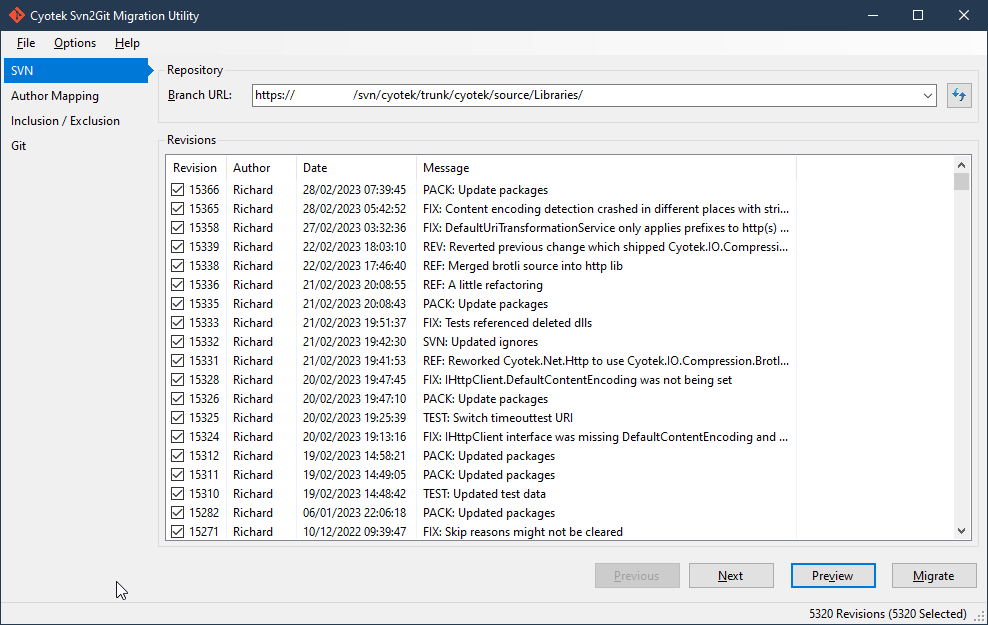 Cyotek Svn2Git Migration Utility
File Options Help
SVN
Author Mapping
Inclusion / Exclusion
Git
Repository
Branch URL: https:// /svn/cyotek/trunk/cyotek/source/Libraries/
Revisions
Revision Author Date Message
15366 Richard 28/02/2023 07:39:45 PACK: Update packages
15365 Richard 28/02/2023 05:42:52 FIX: Content encoding detection crashed in different places with stri...
15358 Richard 27/02/2023 03:32:36 FIX: DefaultUriTransformationService only applies prefixes to http(s) ...
15339 Richard 22/02/2023 18:03:10 REV: Reverted previous change which shipped Cyotek.IO.Compressi...
15338 Richard 22/02/2023 17:46:40 REF: Merged brotli source into http lib
15336 Richard 21/02/2023 20:08:55 REF: A little refactoring
15335 Richard 21/02/2023 20:08:43 PACK: Update packages
15333 Richard 21/02/2023 19:51:37 FIX: Tests referenced deleted dlls
15332 Richard 21/02/2023 19:42:30 SVN: Updated ignores
15331 Richard 21/02/2023 19:41:53 REF: Reworked Cyotek.Net.Http to use Cyotek.IO.Compression.Brotl...
15328 Richard 20/02/2023 19:47:45 FIX: IHttpClient.DefaultContentEncoding was not being set
15326 Richard 20/02/2023 19:47:10 PACK: Update packages
15325 Richard 20/02/2023 19:25:39 TEST: Switch timeouttest URI
15324 Richard 20/02/2023 19:13:16 FIX: IHttpClient interface was missing DefaultContentEncoding and ...
15312 Richard 19/02/2023 14:58:21 PACK: Updated packages
15311 Richard 19/02/2023 14:49:05 PACK: Updated packages
15310 Richard 19/02/2023 14:48:42 TEST: Updated test data
15282 Richard 06/01/2023 22:06:18 PACK: Updated packages
15271 Richard 10/12/2022 09:39:47 FIX: Skip reasons might not be cleared
Previous Next Preview Migrate
5320 Revisions (5320 Selected)